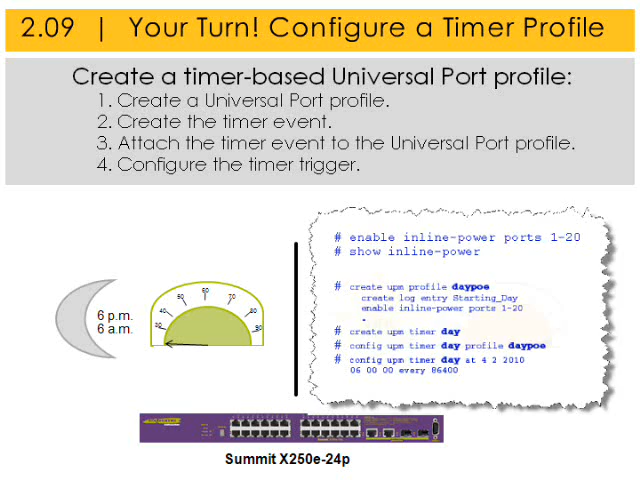 2.09 | Your Turn! Configure a Timer Profile
Create a timer-based Universal Port profile:
1. Create a Universal Port profile.
2. Create the timer event.
3. Attach the timer event to the Universal Port profile.
4. Configure the timer trigger.
# enable inline-power ports 1-20
# show inline-power
# create upm profile daypoe
create log entry Starting_Day
enable inline-power ports 1-20
.
# create upm timer day
# config upm timer day profile daypoe
# config upm timer day at 4 2 2010
06 00 00 every 86400
6 p.m.
6 a.m.
60
70
40
Summit X250e-24p